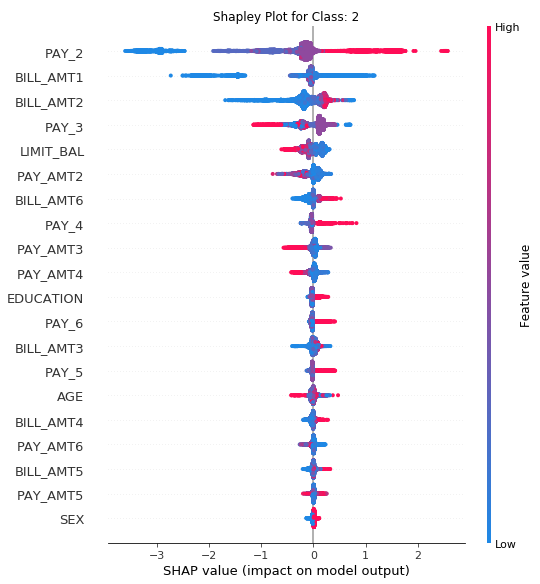 Shapley Plot for Class: 2
High
PAY_2
BILL_AMT1
BILL_AMT2
PAY_3
LIMIT_BAL
PAY_AMT2
BILL_AMT6
PAY_4
PAY_AMT3
PAY_AMT4
EDUCATION
PAY_6
BILL_AMT3
PAY_5
AGE
BILL_AMT4
PAY_AMT6
BILL_AMT5
PAY_AMT5
SEX
Feature value
Low
−3 −2 −1 0 1 2
SHAP value (impact on model output)